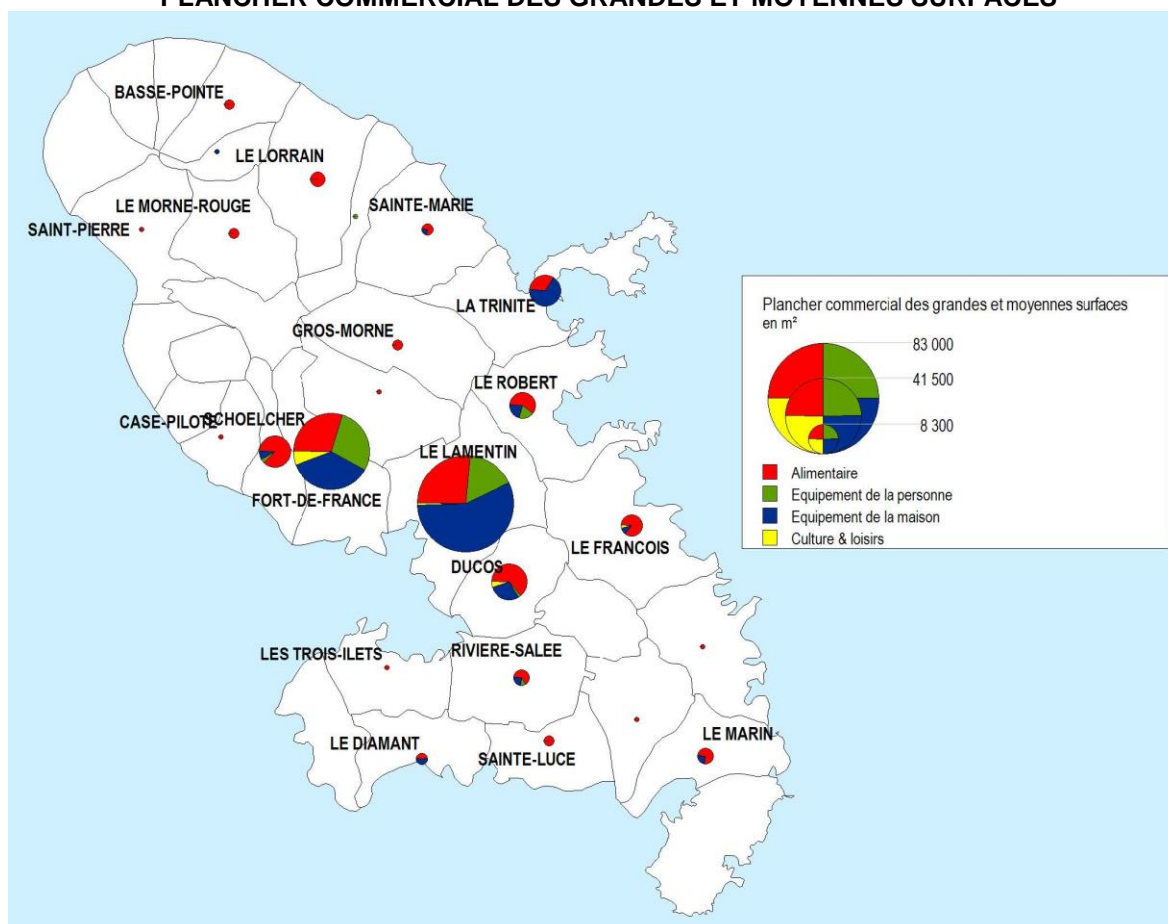 PLANCHER COMMERCIAL DES GRANDES ET MOYENNES SURFACES
BASSE-POINTE
LE LORRAIN
LE MORNE-ROUGE
SAINTE-MARIE
SAINT-PIERRE
LA TRINITE
GROS-MORNE
LE ROBERT
CASE-PILOTE
SCHOELCHER
LE LAMENTIN
FORT-DE-FRANCE
LE FRANCOIS
DUCOS
LES TROIS-ILETS
RIVIERE-SALEE
LE DIAMANT
SAINTE-LUCE
LE MARIN
Plancher commercial des grandes et moyennes surfaces
en m²
83 000
41 500
8 300
Alimentaire
Equipement de la personne
Equipement de la maison
Culture & loisirs